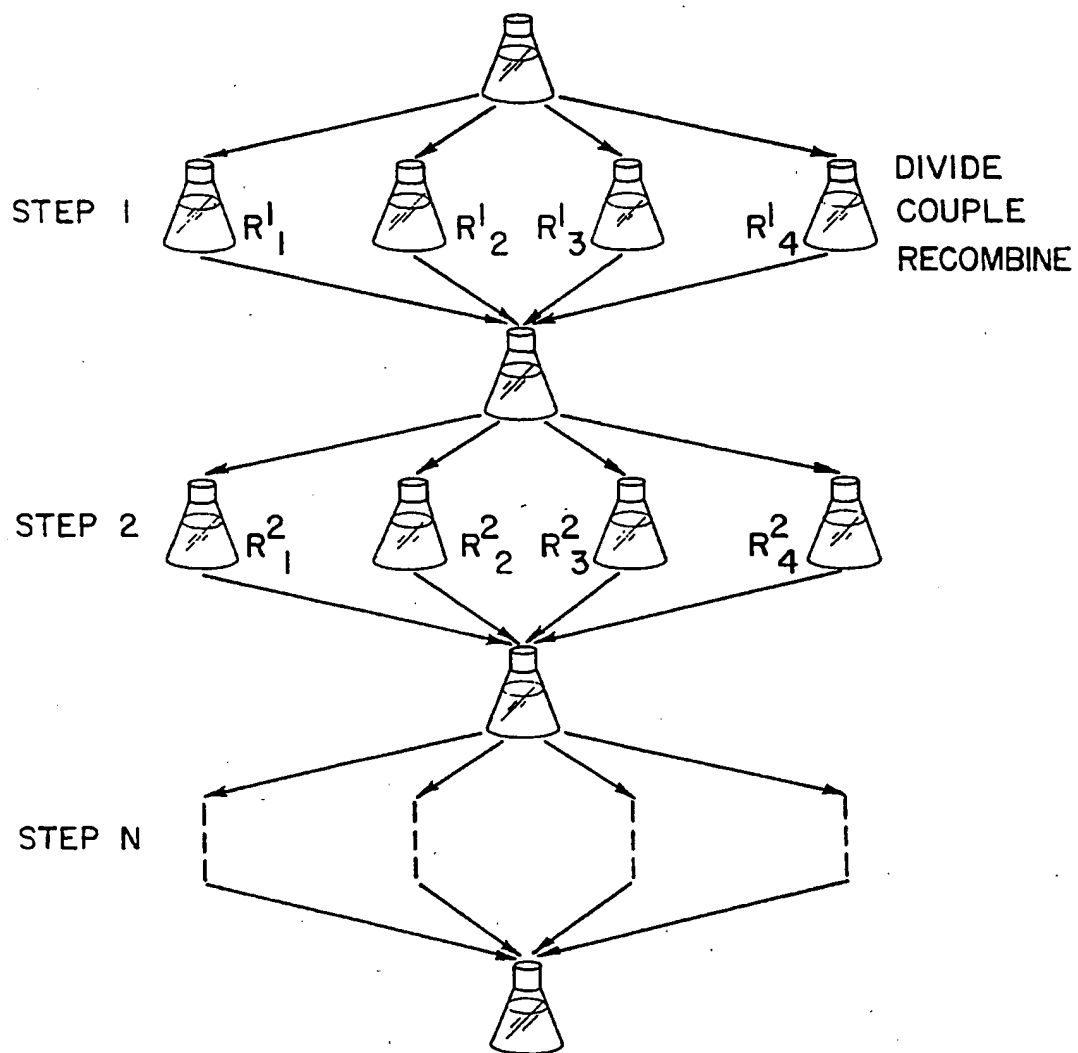 DIVIDE
STEP 1 R¹₁ R¹₂ R¹₃ R¹₄ COUPLE
RECOMBINE
STEP 2 R²₁ R²₂ R²₃ R²₄
STEP N